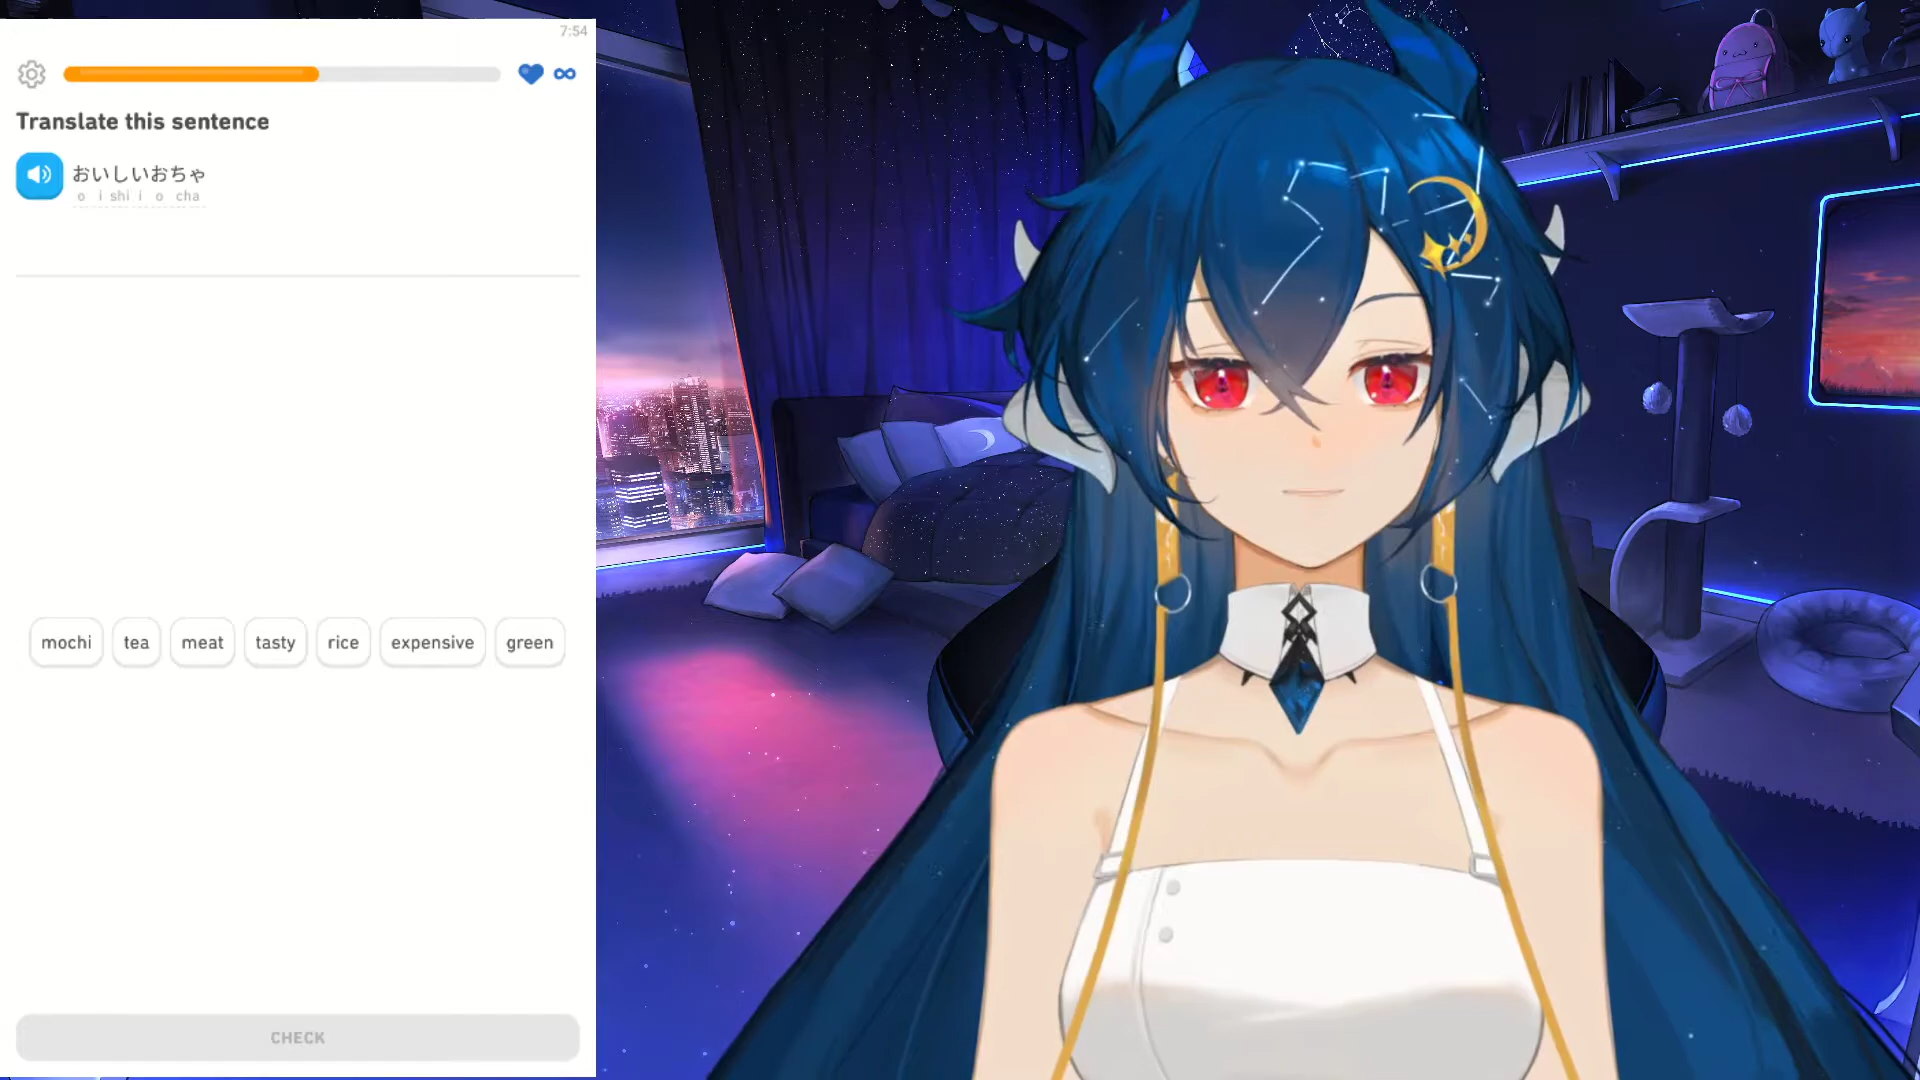 7:54
Translate this sentence
おいしいおちゃ
o i shi i o cha
mochi tea meat tasty rice expensive green
CHECK